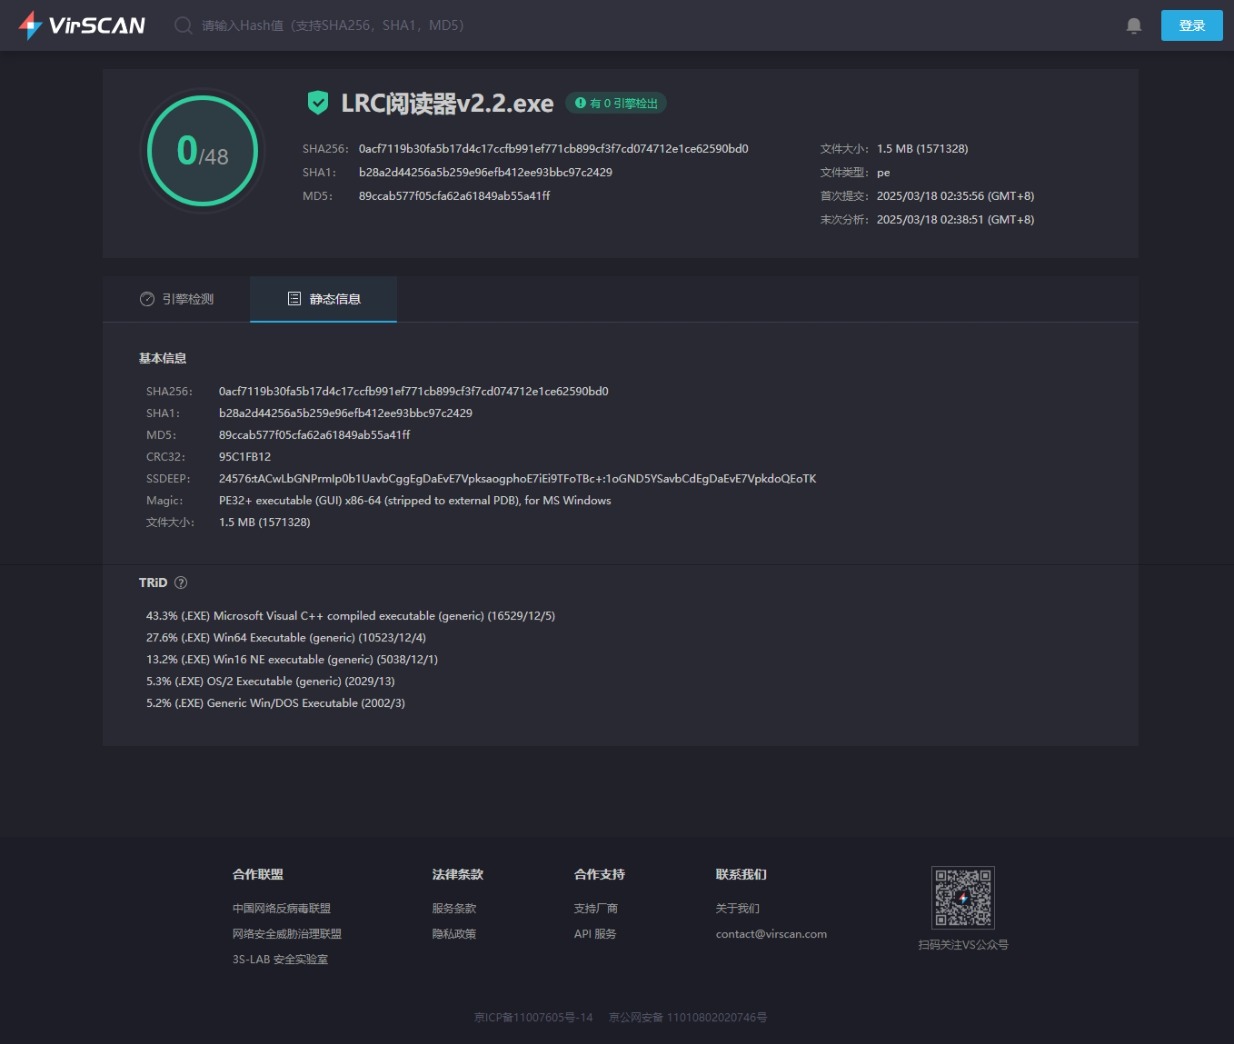 VirSCAN
请输入Hash值（支持SHA256，SHA1，MD5）
登录
0/48
LRC阅读器v2.2.exe
有 0 引擎检出
SHA256: 0acf7119b30fa5b17d4c17ccfb991ef771cb899cf3f7cd074712e1ce62590bd0
SHA1: b28a2d44256a5b259e96efb412ee93bbc97c2429
MD5: 89ccab577f05cfa62a61849ab55a41ff
文件大小: 1.5 MB (1571328)
文件类型: pe
首次提交: 2025/03/18 02:35:56 (GMT+8)
末次分析: 2025/03/18 02:38:51 (GMT+8)
引擎检测
静态信息
基本信息
SHA256: 0acf7119b30fa5b17d4c17ccfb991ef771cb899cf3f7cd074712e1ce62590bd0
SHA1: b28a2d44256a5b259e96efb412ee93bbc97c2429
MD5: 89ccab577f05cfa62a61849ab55a41ff
CRC32: 95C1FB12
SSDEEP: 24576:tACwLbGNPrmIp0b1UavbCggEgDaEvE7VpksaogphoE7iEi9TFoTBc+:1oGND5YSavbCdEgDaEvE7VpkdoQEoTK
Magic: PE32+ executable (GUI) x86-64 (stripped to external PDB), for MS Windows
文件大小: 1.5 MB (1571328)
TRiD
43.3% (.EXE) Microsoft Visual C++ compiled executable (generic) (16529/12/5)
27.6% (.EXE) Win64 Executable (generic) (10523/12/4)
13.2% (.EXE) Win16 NE executable (generic) (5038/12/1)
5.3% (.EXE) OS/2 Executable (generic) (2029/13)
5.2% (.EXE) Generic Win/DOS Executable (2002/3)
合作联盟
中国网络反病毒联盟
网络安全威胁治理联盟
3S-LAB 安全实验室
法律条款
服务条款
隐私政策
合作支持
支持厂商
API 服务
联系我们
关于我们
contact@virscan.com
扫码关注VS公众号
京ICP备11007605号-14 京公网安备 11010802020746号